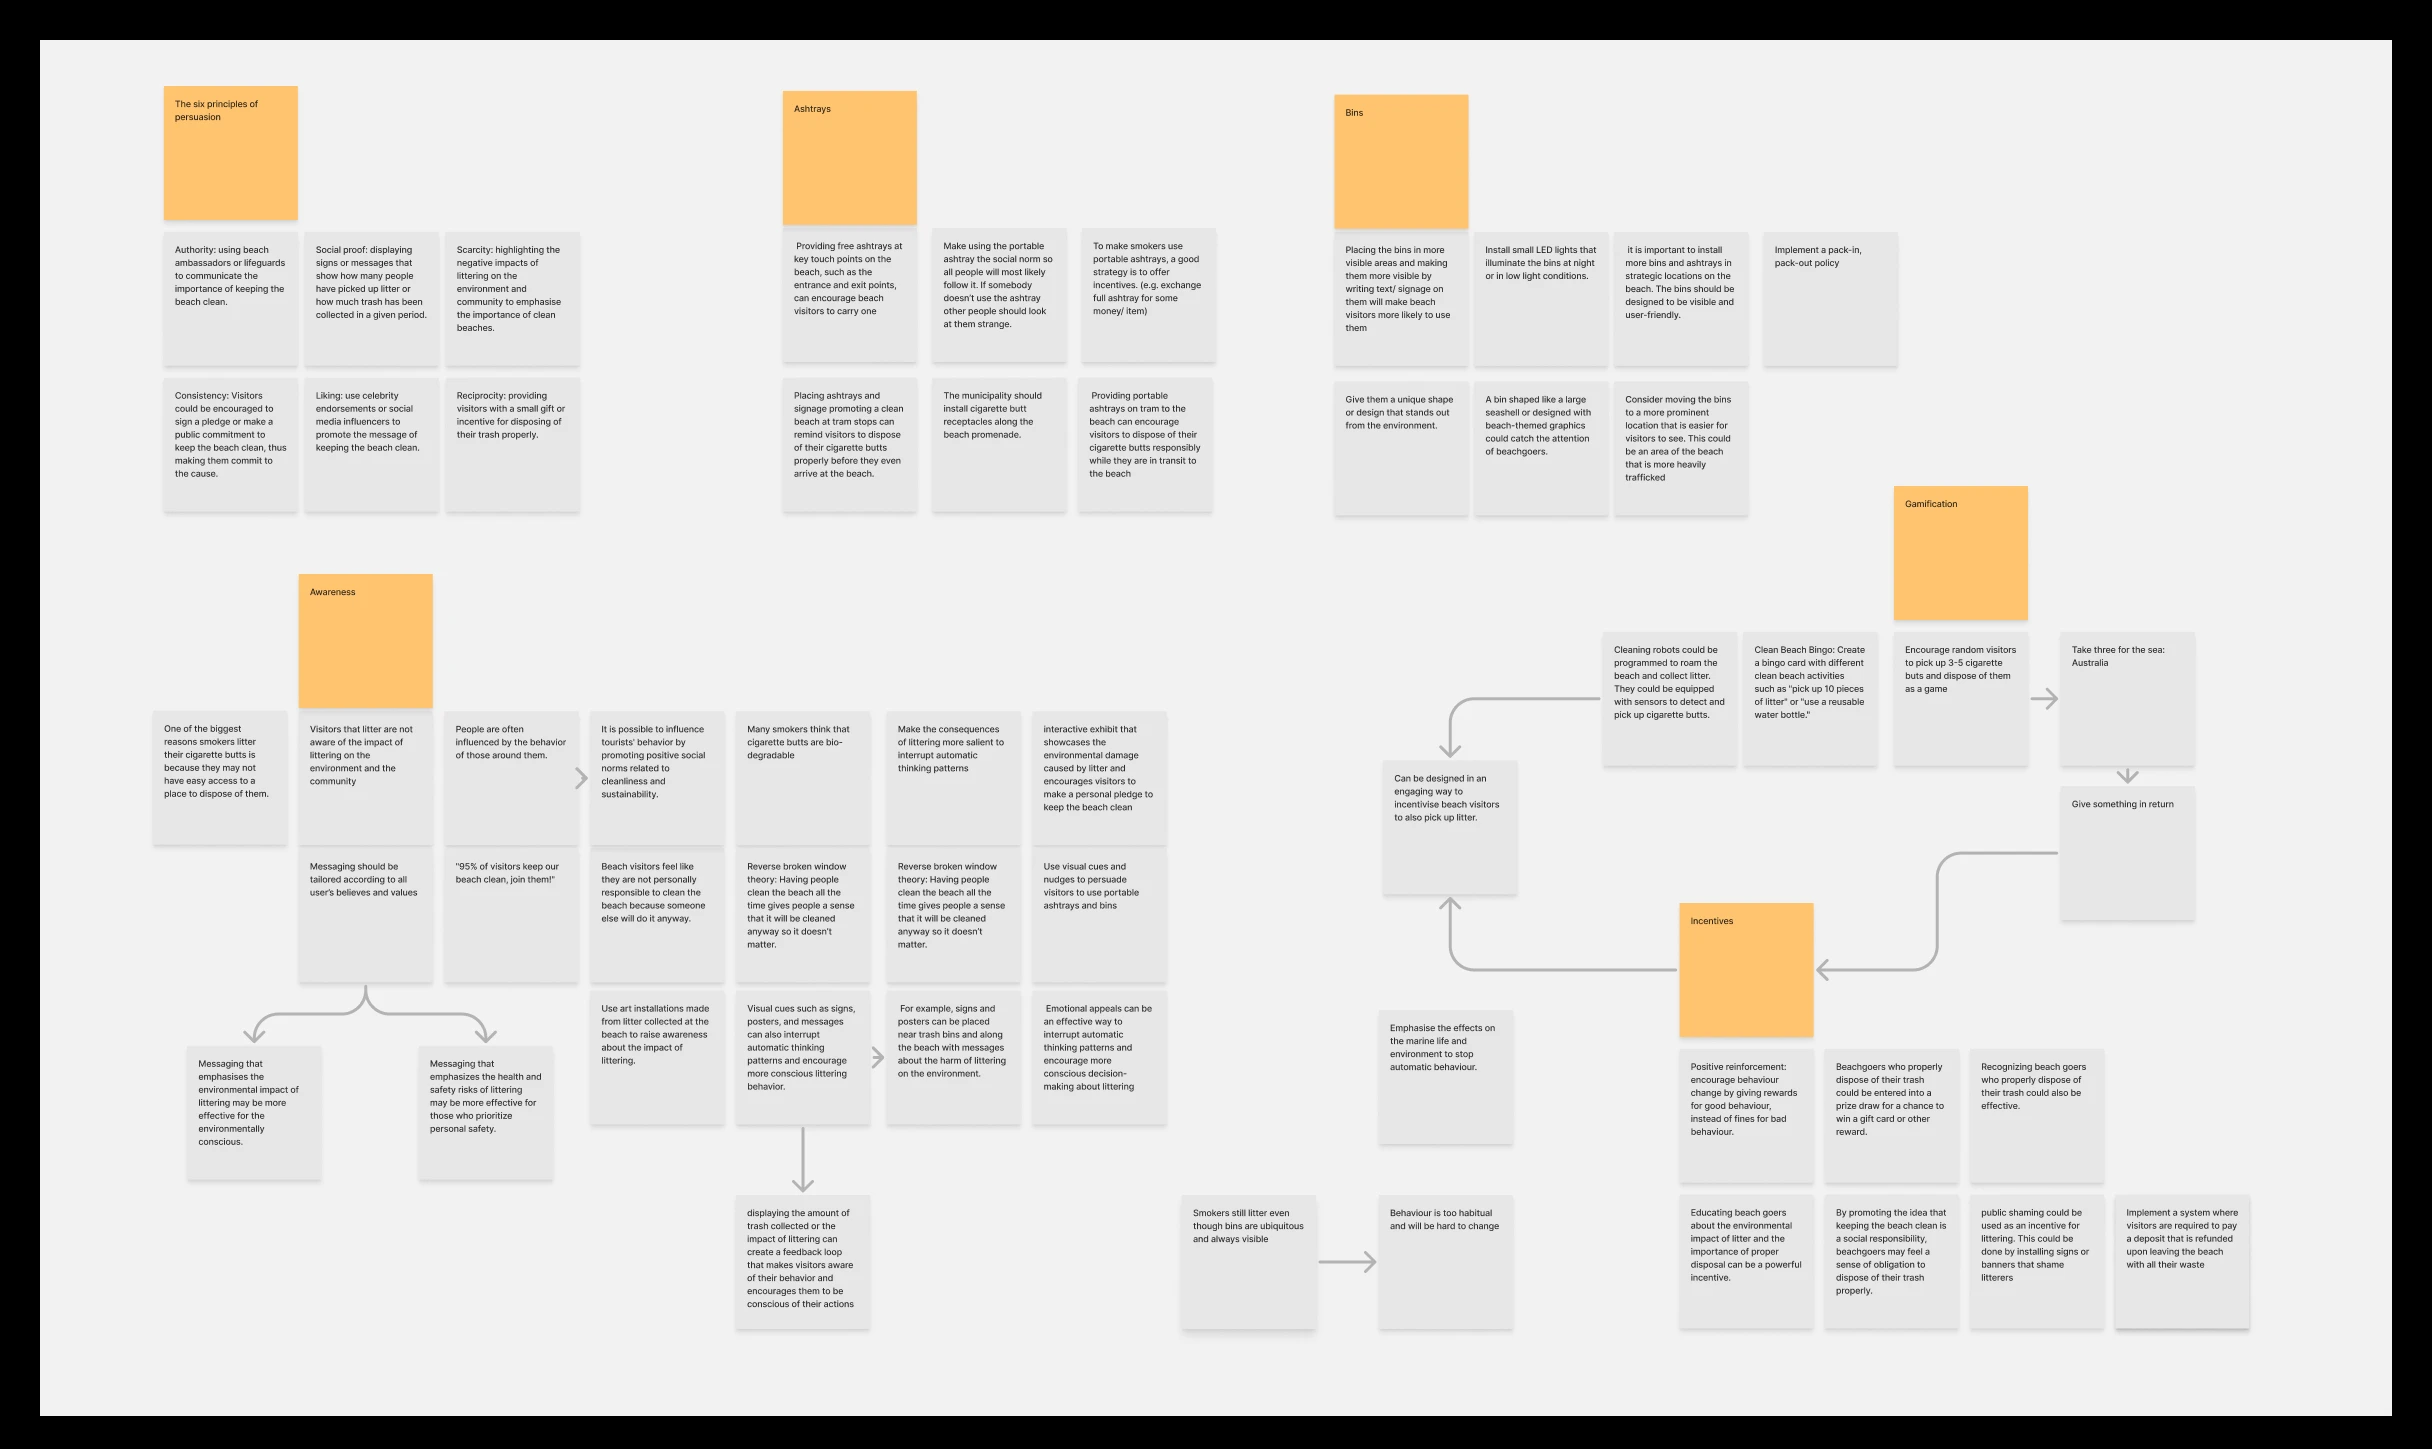 The six principles of
persuasion
Authority: using beach
ambassadors or lifeguards
to communicate the
importance of keeping the
beach clean.
Social proof: displaying
signs or messages that
show how many people
have picked up litter or
how much trash has been
collected in a given period.
Scarcity: highlighting the
negative impacts of
littering on the
environment and
community to emphasise
the importance of clean
beaches.
Consistency: Visitors
could be encouraged to
sign a pledge or make a
public commitment to
keep the beach clean, thus
making them commit to
the cause.
Liking: use celebrity
endorsements or social
media influencers to
promote the message of
keeping the beach clean.
Reciprocity: providing
visitors with a small gift or
incentive for disposing of
their trash properly.
Ashtrays
Providing free ashtrays at
key touch points on the
beach, such as the
entrance and exit points,
can encourage beach
visitors to carry one
Make using the portable
ashtray the social norm so
all people will most likely
follow it. If somebody
doesn't use the ashtray
other people should look
at them strange.
To make smokers use
portable ashtrays, a good
strategy is to offer
incentives. (e.g. exchange
full ashtray for some
money/ item)
Placing ashtrays and
signage promoting a clean
beach at tram stops can
remind visitors to dispose
of their cigarette butts
properly before they even
arrive at the beach.
The municipality should
install cigarette butt
receptacles along the
beach promenade.
Providing portable
ashtrays on tram to the
beach can encourage
visitors to dispose of their
cigarette butts responsibly
while they are in transit to
the beach
Bins
Placing the bins in more
visible areas and making
them more visible by
writing text/ signage on
them will make beach
visitors more likely to use
them
Install small LED lights that
illuminate the bins at night
or in low light conditions.
it is important to install
more bins and ashtrays in
strategic locations on the
beach. The bins should be
designed to be visible and
user-friendly.
Implement a pack-in,
pack-out policy
Give them a unique shape
or design that stands out
from the environment.
A bin shaped like a large
seashell or designed with
beach-themed graphics
could catch the attention
of beachgoers.
Consider moving the bins
to a more prominent
location that is easier for
visitors to see. This could
be an area of the beach
that is more heavily
trafficked
Gamification
Cleaning robots could be
programmed to roam the
beach and collect litter.
They could be equipped
with sensors to detect and
pick up cigarette butts.
Clean Beach Bingo: Create
a bingo card with different
clean beach activities
such as "pick up 10 pieces
of litter" or "use a reusable
water bottle."
Encourage random visitors
to pick up 3-5 cigarette
buts and dispose of them
as a game
Take three for the sea:
Australia
Can be designed in an
engaging way to
incentivise beach visitors
to also pick up litter.
Give something in return
Awareness
One of the biggest
reasons smokers litter
their cigarette butts is
because they may not
have easy access to a
place to dispose of them.
Visitors that litter are not
aware of the impact of
littering on the
environment and the
community
People are often
influenced by the behavior
of those around them.
It is possible to influence
tourists' behavior by
promoting positive social
norms related to
cleanliness and
sustainability.
Many smokers think that
cigarette butts are bio-
degradable
Make the consequences
of littering more salient to
interrupt automatic
thinking patterns
interactive exhibit that
showcases the
environmental damage
caused by litter and
encourages visitors to
make a personal pledge to
keep the beach clean
Messaging should be
tailored according to all
user's believes and values
"95% of visitors keep our
beach clean, join them!"
Beach visitors feel like
they are not personally
responsible to clean the
beach because someone
else will do it anyway.
Reverse broken window
theory: Having people
clean the beach all the
time gives people a sense
that it will be cleaned
anyway so it doesn't
matter.
Reverse broken window
theory: Having people
clean the beach all the
time gives people a sense
that it will be cleaned
anyway so it doesn't
matter.
Use visual cues and
nudges to persuade
visitors to use portable
ashtrays and bins
Use art installations made
from litter collected at the
beach to raise awareness
about the impact of
littering.
Visual cues such as signs,
posters, and messages
can also interrupt
automatic thinking
patterns and encourage
more conscious littering
behavior.
For example, signs and
posters can be placed
near trash bins and along
the beach with messages
about the harm of littering
on the environment.
Emotional appeals can be
an effective way to
interrupt automatic
thinking patterns and
encourage more
conscious decision-
making about littering
Messaging that
emphasises the
environmental impact of
littering may be more
effective for the
environmentally
conscious.
Messaging that
emphasizes the health and
safety risks of littering
may be more effective for
those who prioritize
personal safety.
displaying the amount of
trash collected or the
impact of littering can
create a feedback loop
that makes visitors aware
of their behavior and
encourages them to be
conscious of their actions
Emphasise the effects on
the marine life and
environment to stop
automatic behaviour.
Smokers still litter even
though bins are ubiquitous
and always visible
Behaviour is too habitual
and will be hard to change
Incentives
Positive reinforcement:
encourage behaviour
change by giving rewards
for good behaviour,
instead of fines for bad
behaviour.
Beachgoers who properly
dispose of their trash
could be entered into a
prize draw for a chance to
win a gift card or other
reward.
Recognizing beach goers
who properly dispose of
their trash could also be
effective.
Educating beach goers
about the environmental
impact of litter and the
importance of proper
disposal can be a powerful
incentive.
By promoting the idea that
keeping the beach clean is
a social responsibility,
beachgoers may feel a
sense of obligation to
dispose of their trash
properly.
public shaming could be
used as an incentive for
littering. This could be
done by installing signs or
banners that shame
litterers
Implement a system where
visitors are required to pay
a deposit that is refunded
upon leaving the beach
with all their waste